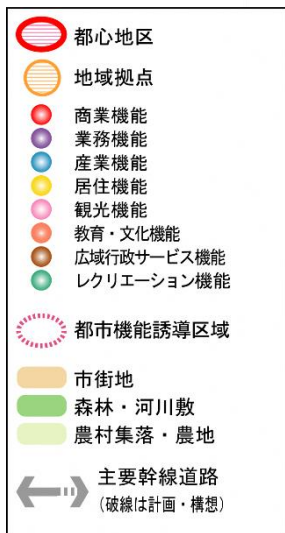 都心地区
地域拠点
商業機能
業務機能
産業機能
居住機能
観光機能
教育・文化機能
広域行政サービス機能
レクリエーション機能
都市機能誘導区域
市街地
森林・河川敷
農村集落・農地
主要幹線道路
(破線は計画・構想)